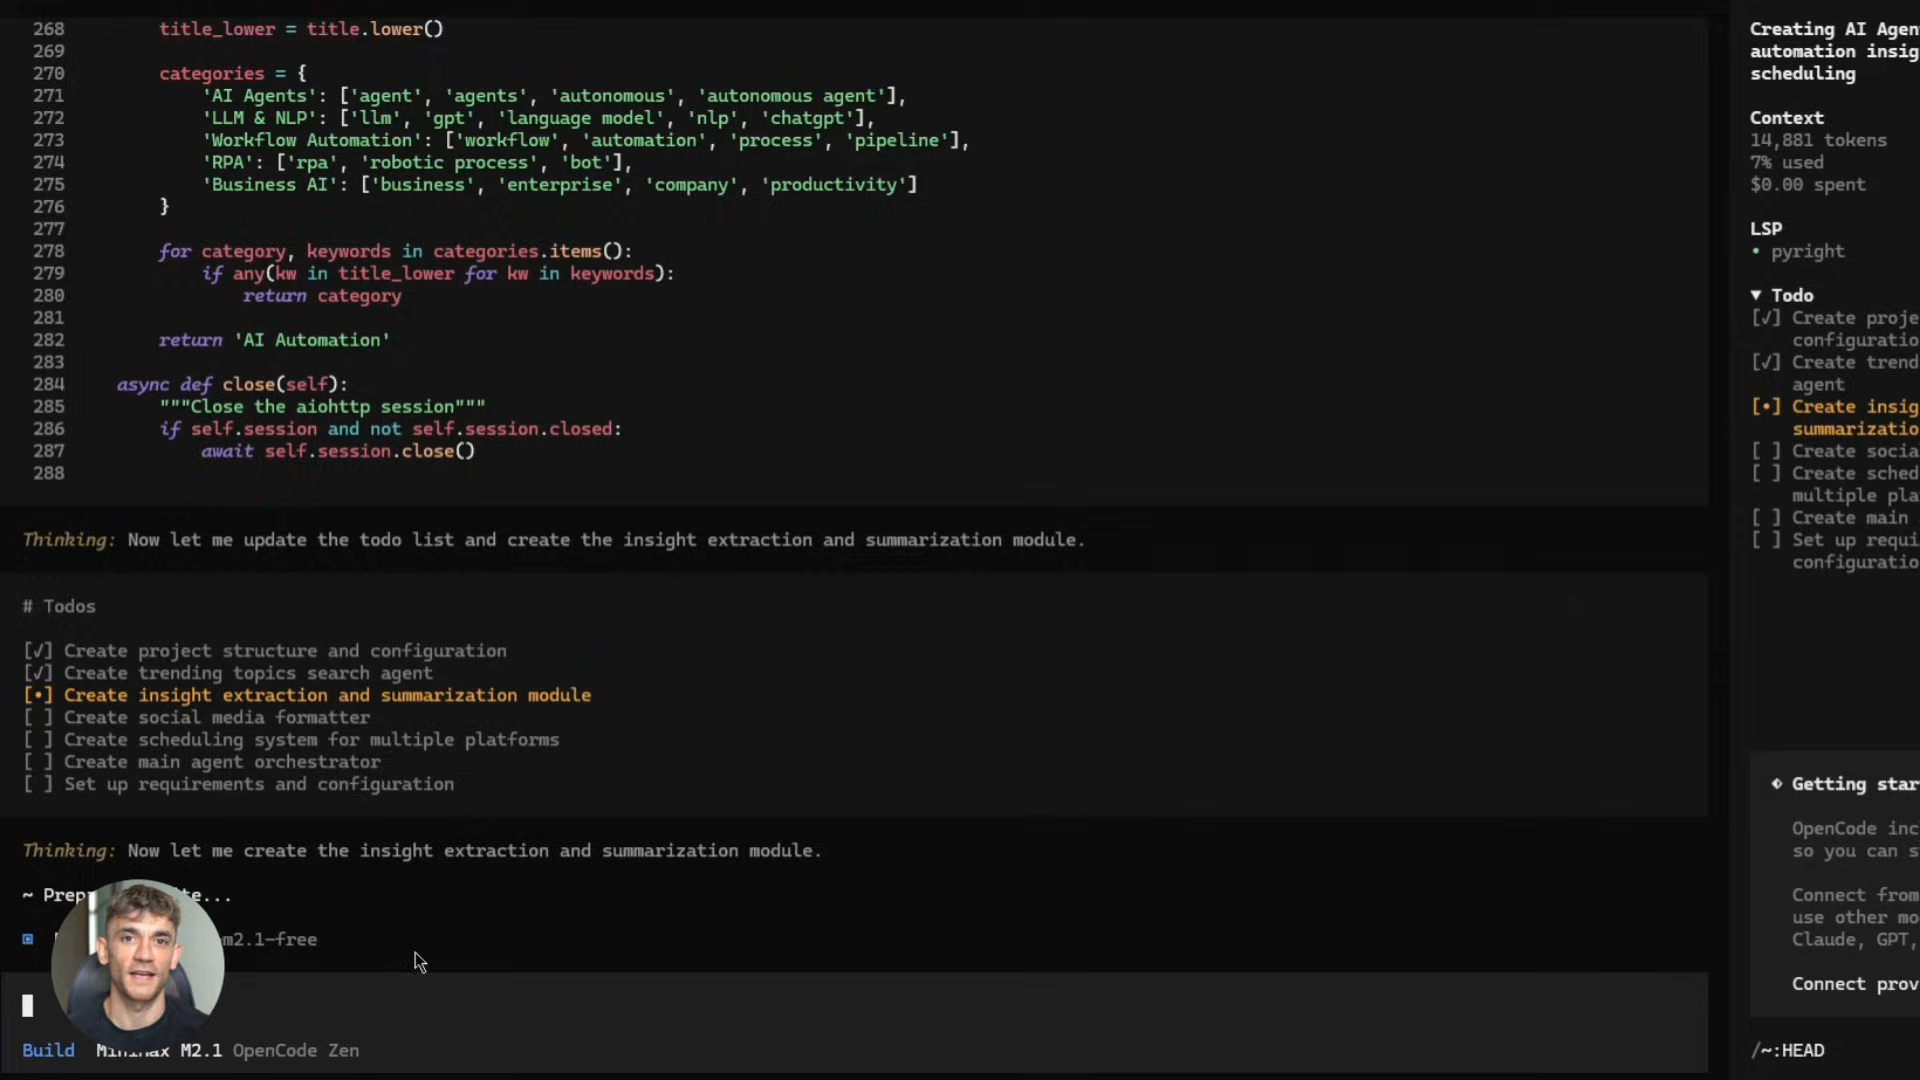 268 title_lower = title.lower()
269
270 categories = {
271 'AI Agents': ['agent', 'agents', 'autonomous', 'autonomous agent'],
272 'LLM & NLP': ['llm', 'gpt', 'language model', 'nlp', 'chatgpt'],
273 'Workflow Automation': ['workflow', 'automation', 'process', 'pipeline'],
274 'RPA': ['rpa', 'robotic process', 'bot'],
275 'Business AI': ['business', 'enterprise', 'company', 'productivity']
276 }
277
278 for category, keywords in categories.items():
279 if any(kw in title_lower for kw in keywords):
280 return category
281
282 return 'AI Automation'
283
284 async def close(self):
285 """Close the aiohttp session"""
286 if self.session and not self.session.closed:
287 await self.session.close()
288
Thinking: Now let me update the todo list and create the insight extraction and summarization module.
# Todos
[√] Create project structure and configuration
[√] Create trending topics search agent
[•] Create insight extraction and summarization module
[ ] Create social media formatter
[ ] Create scheduling system for multiple platforms
[ ] Create main agent orchestrator
[ ] Set up requirements and configuration
Thinking: Now let me create the insight extraction and summarization module.
~ Prep te...
m2.1-free
Build MiniMax M2.1 OpenCode Zen
Creating AI Agen
automation insig
scheduling
Context
14,881 tokens
7% used
$0.00 spent
LSP
• pyright
▼ Todo
[√] Create proje
configuratio
[√] Create trend
agent
[•] Create insig
summarizatio
[ ] Create socia
[ ] Create sched
multiple pla
[ ] Create main
[ ] Set up requi
configuratio
Getting star
OpenCode inc
so you can s
Connect from
use other mo
Claude, GPT,
Connect prov
/~:HEAD